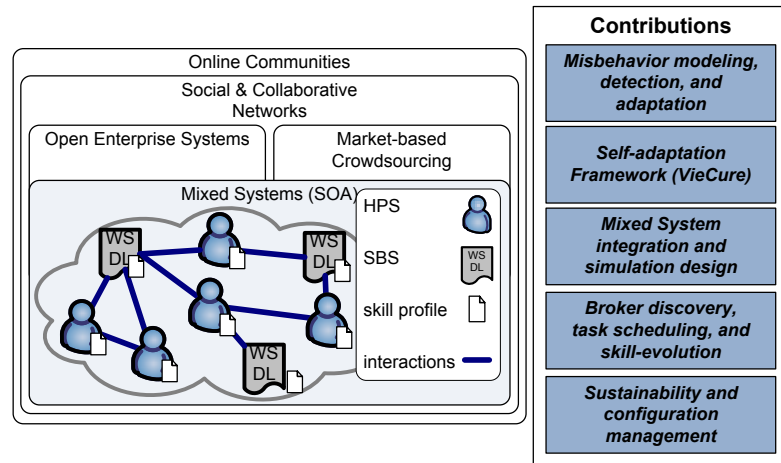 Online Communities
Social & Collaborative
Networks
Open Enterprise Systems
Market-based
Crowdsourcing
Mixed Systems (SOA)
WS
DL
WS
DL
WS
DL
HPS
SBS
WS
DL
skill profile
interactions
Contributions
Misbehavior modeling,
detection, and
adaptation
Self-adaptation
Framework (VieCure)
Mixed System
integration and
simulation design
Broker discovery,
task scheduling, and
skill-evolution
Sustainability and
configuration
management